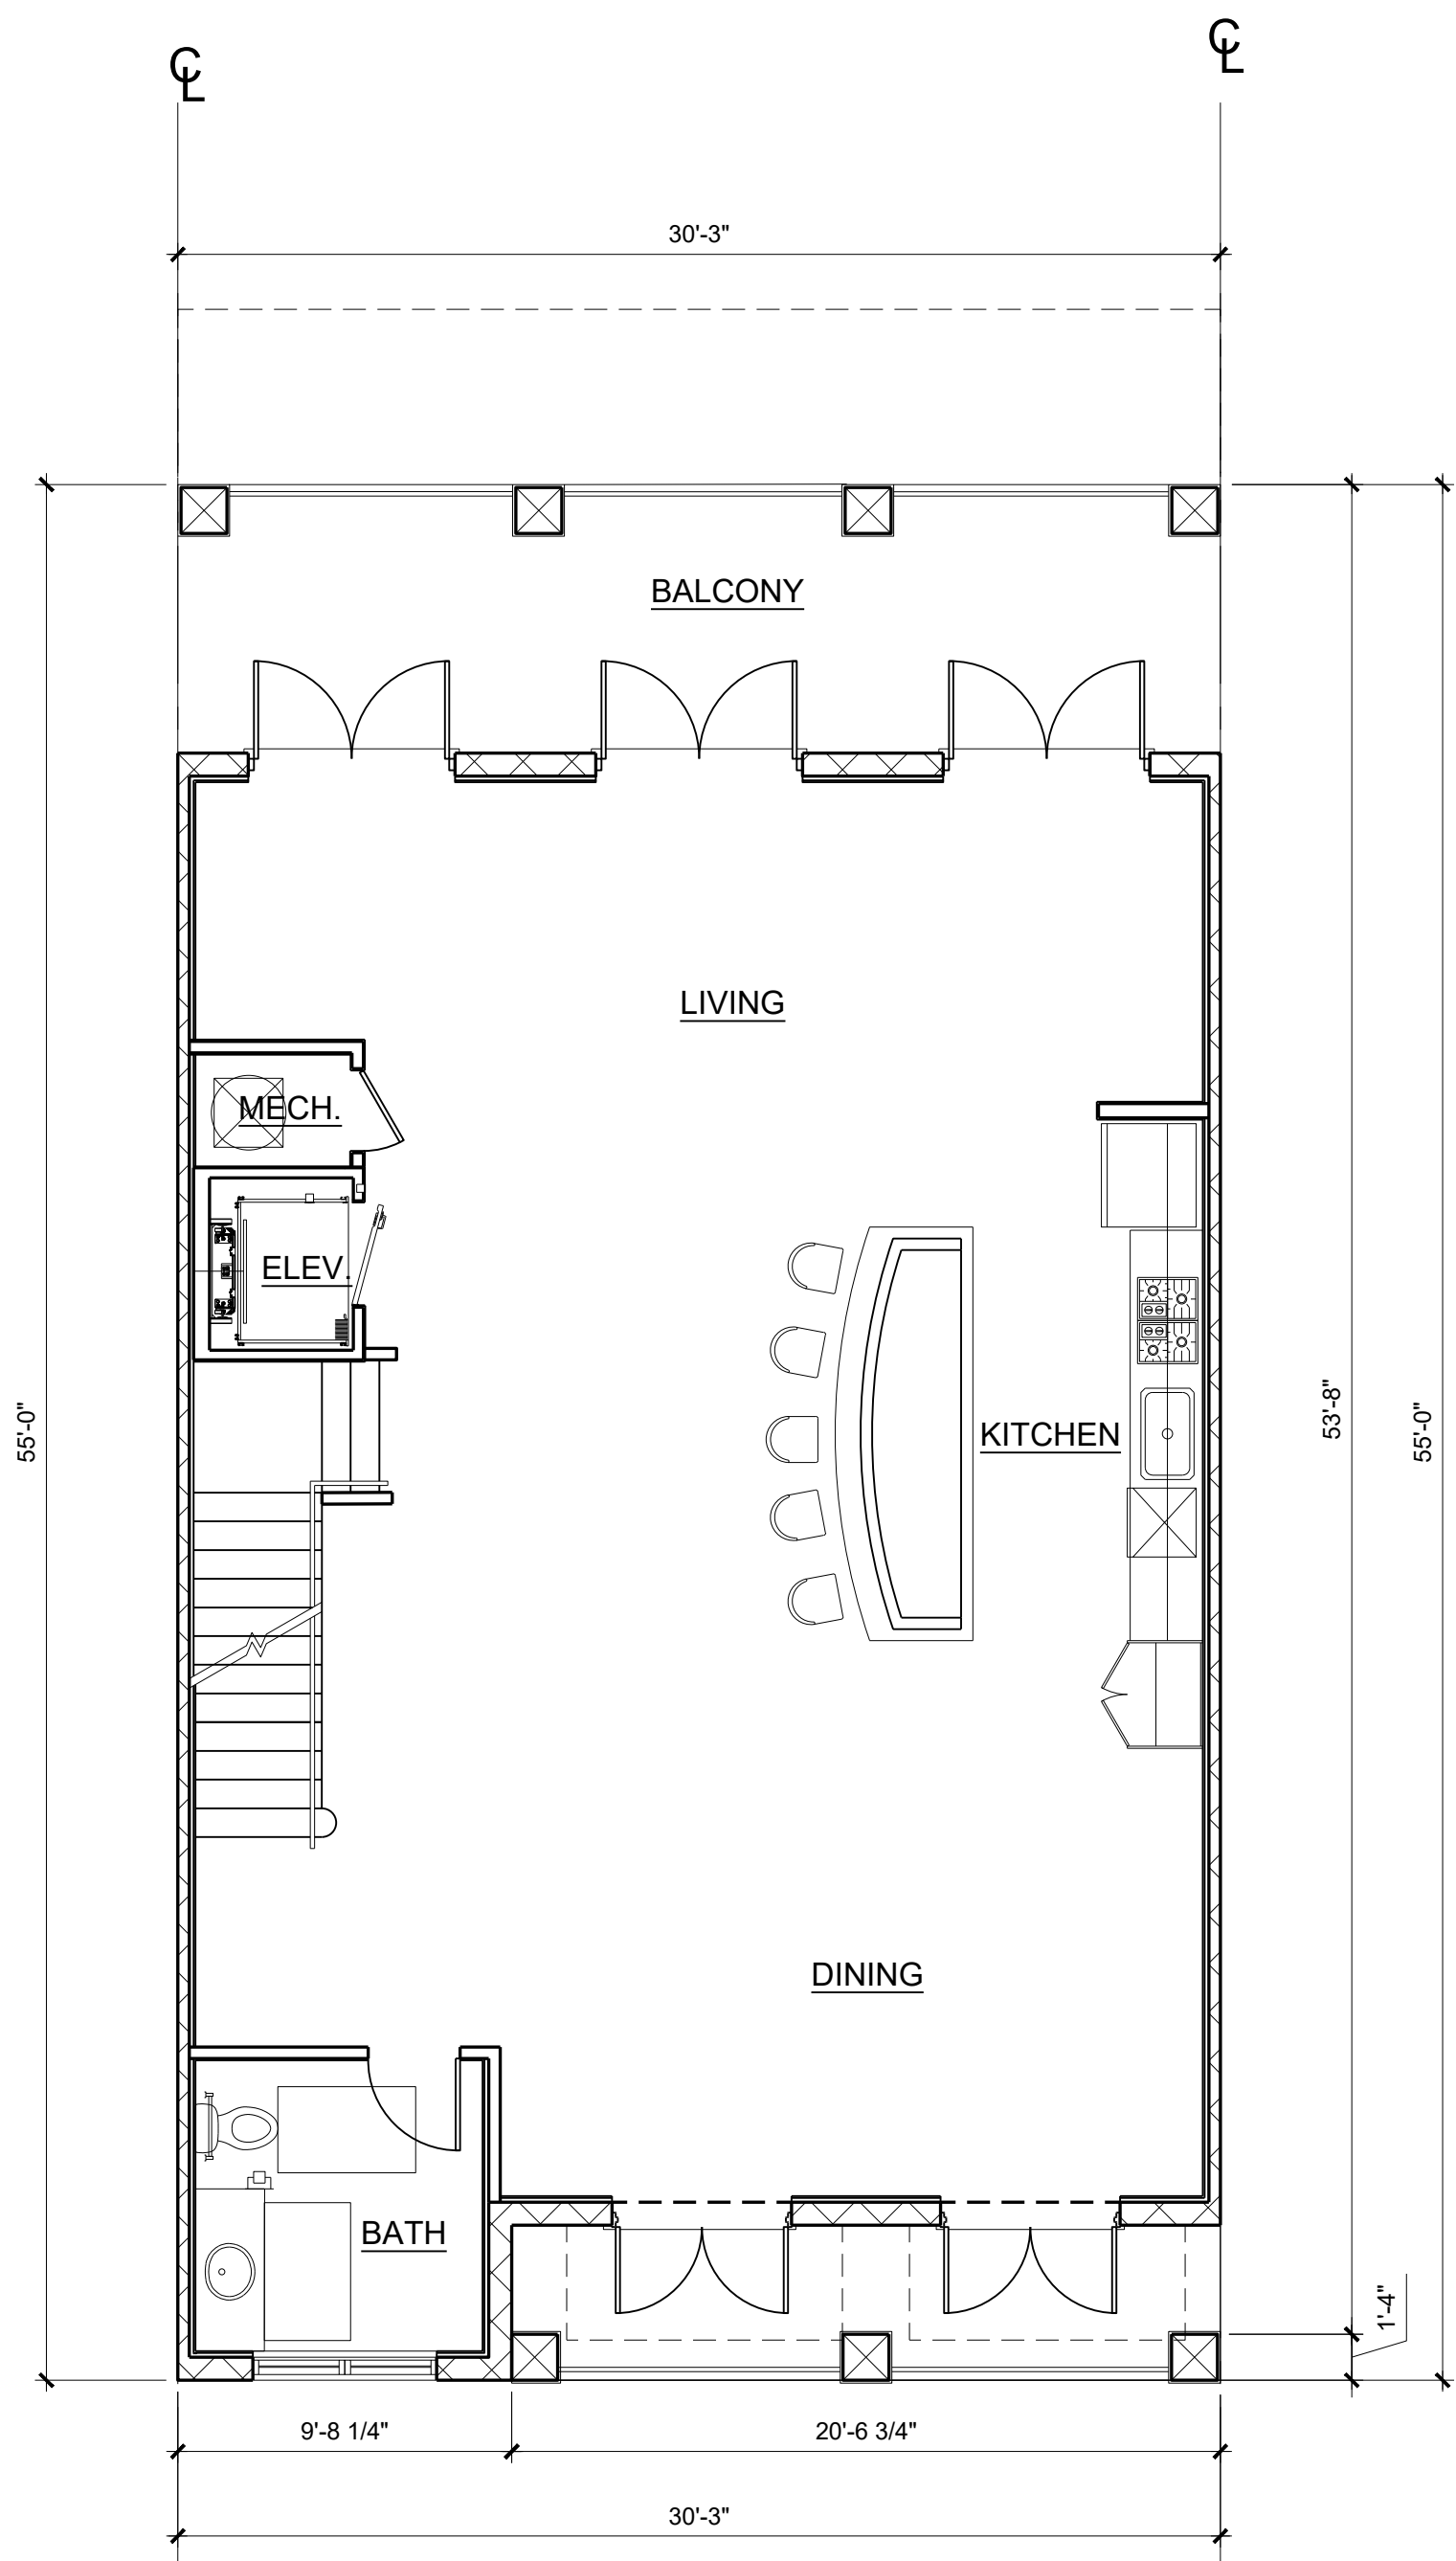 ℄ ℄
30'-3"
BALCONY
LIVING
MECH.
ELEV.
55'-0"
KITCHEN
53'-8"
55'-0"
DINING
BATH
1'-4"
9'-8 1/4" 20'-6 3/4"
30'-3"